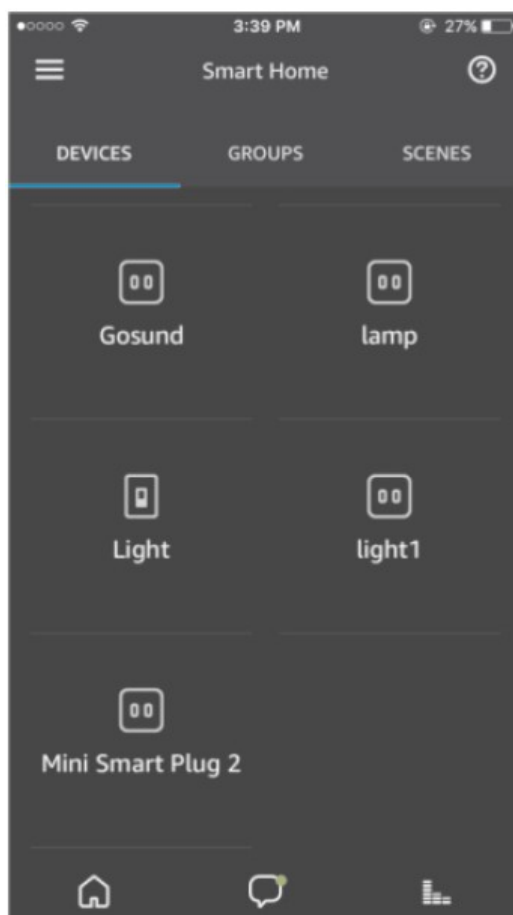 3:39 PM 27%
Smart Home
DEVICES GROUPS SCENES
Gosund lamp
Light light1
Mini Smart Plug 2